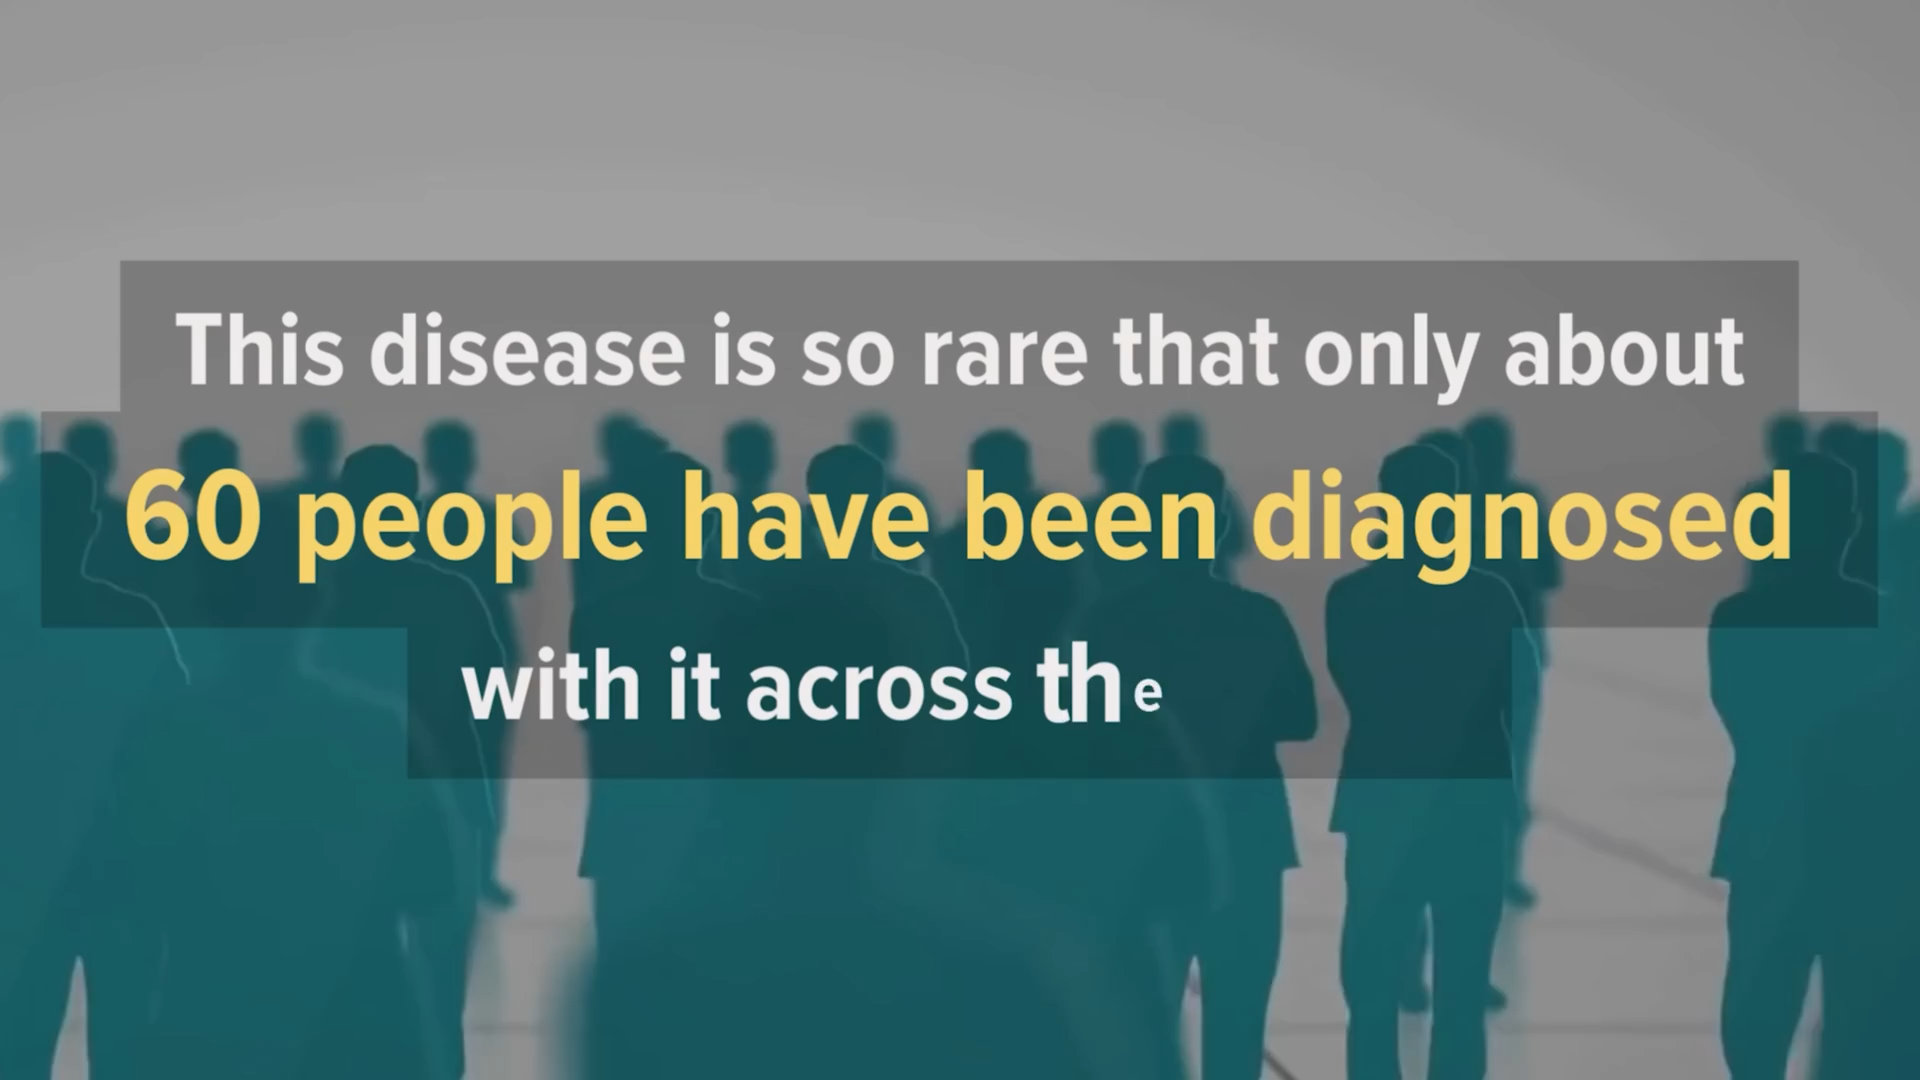 This disease is so rare that only about
60 people have been diagnosed
with it across the